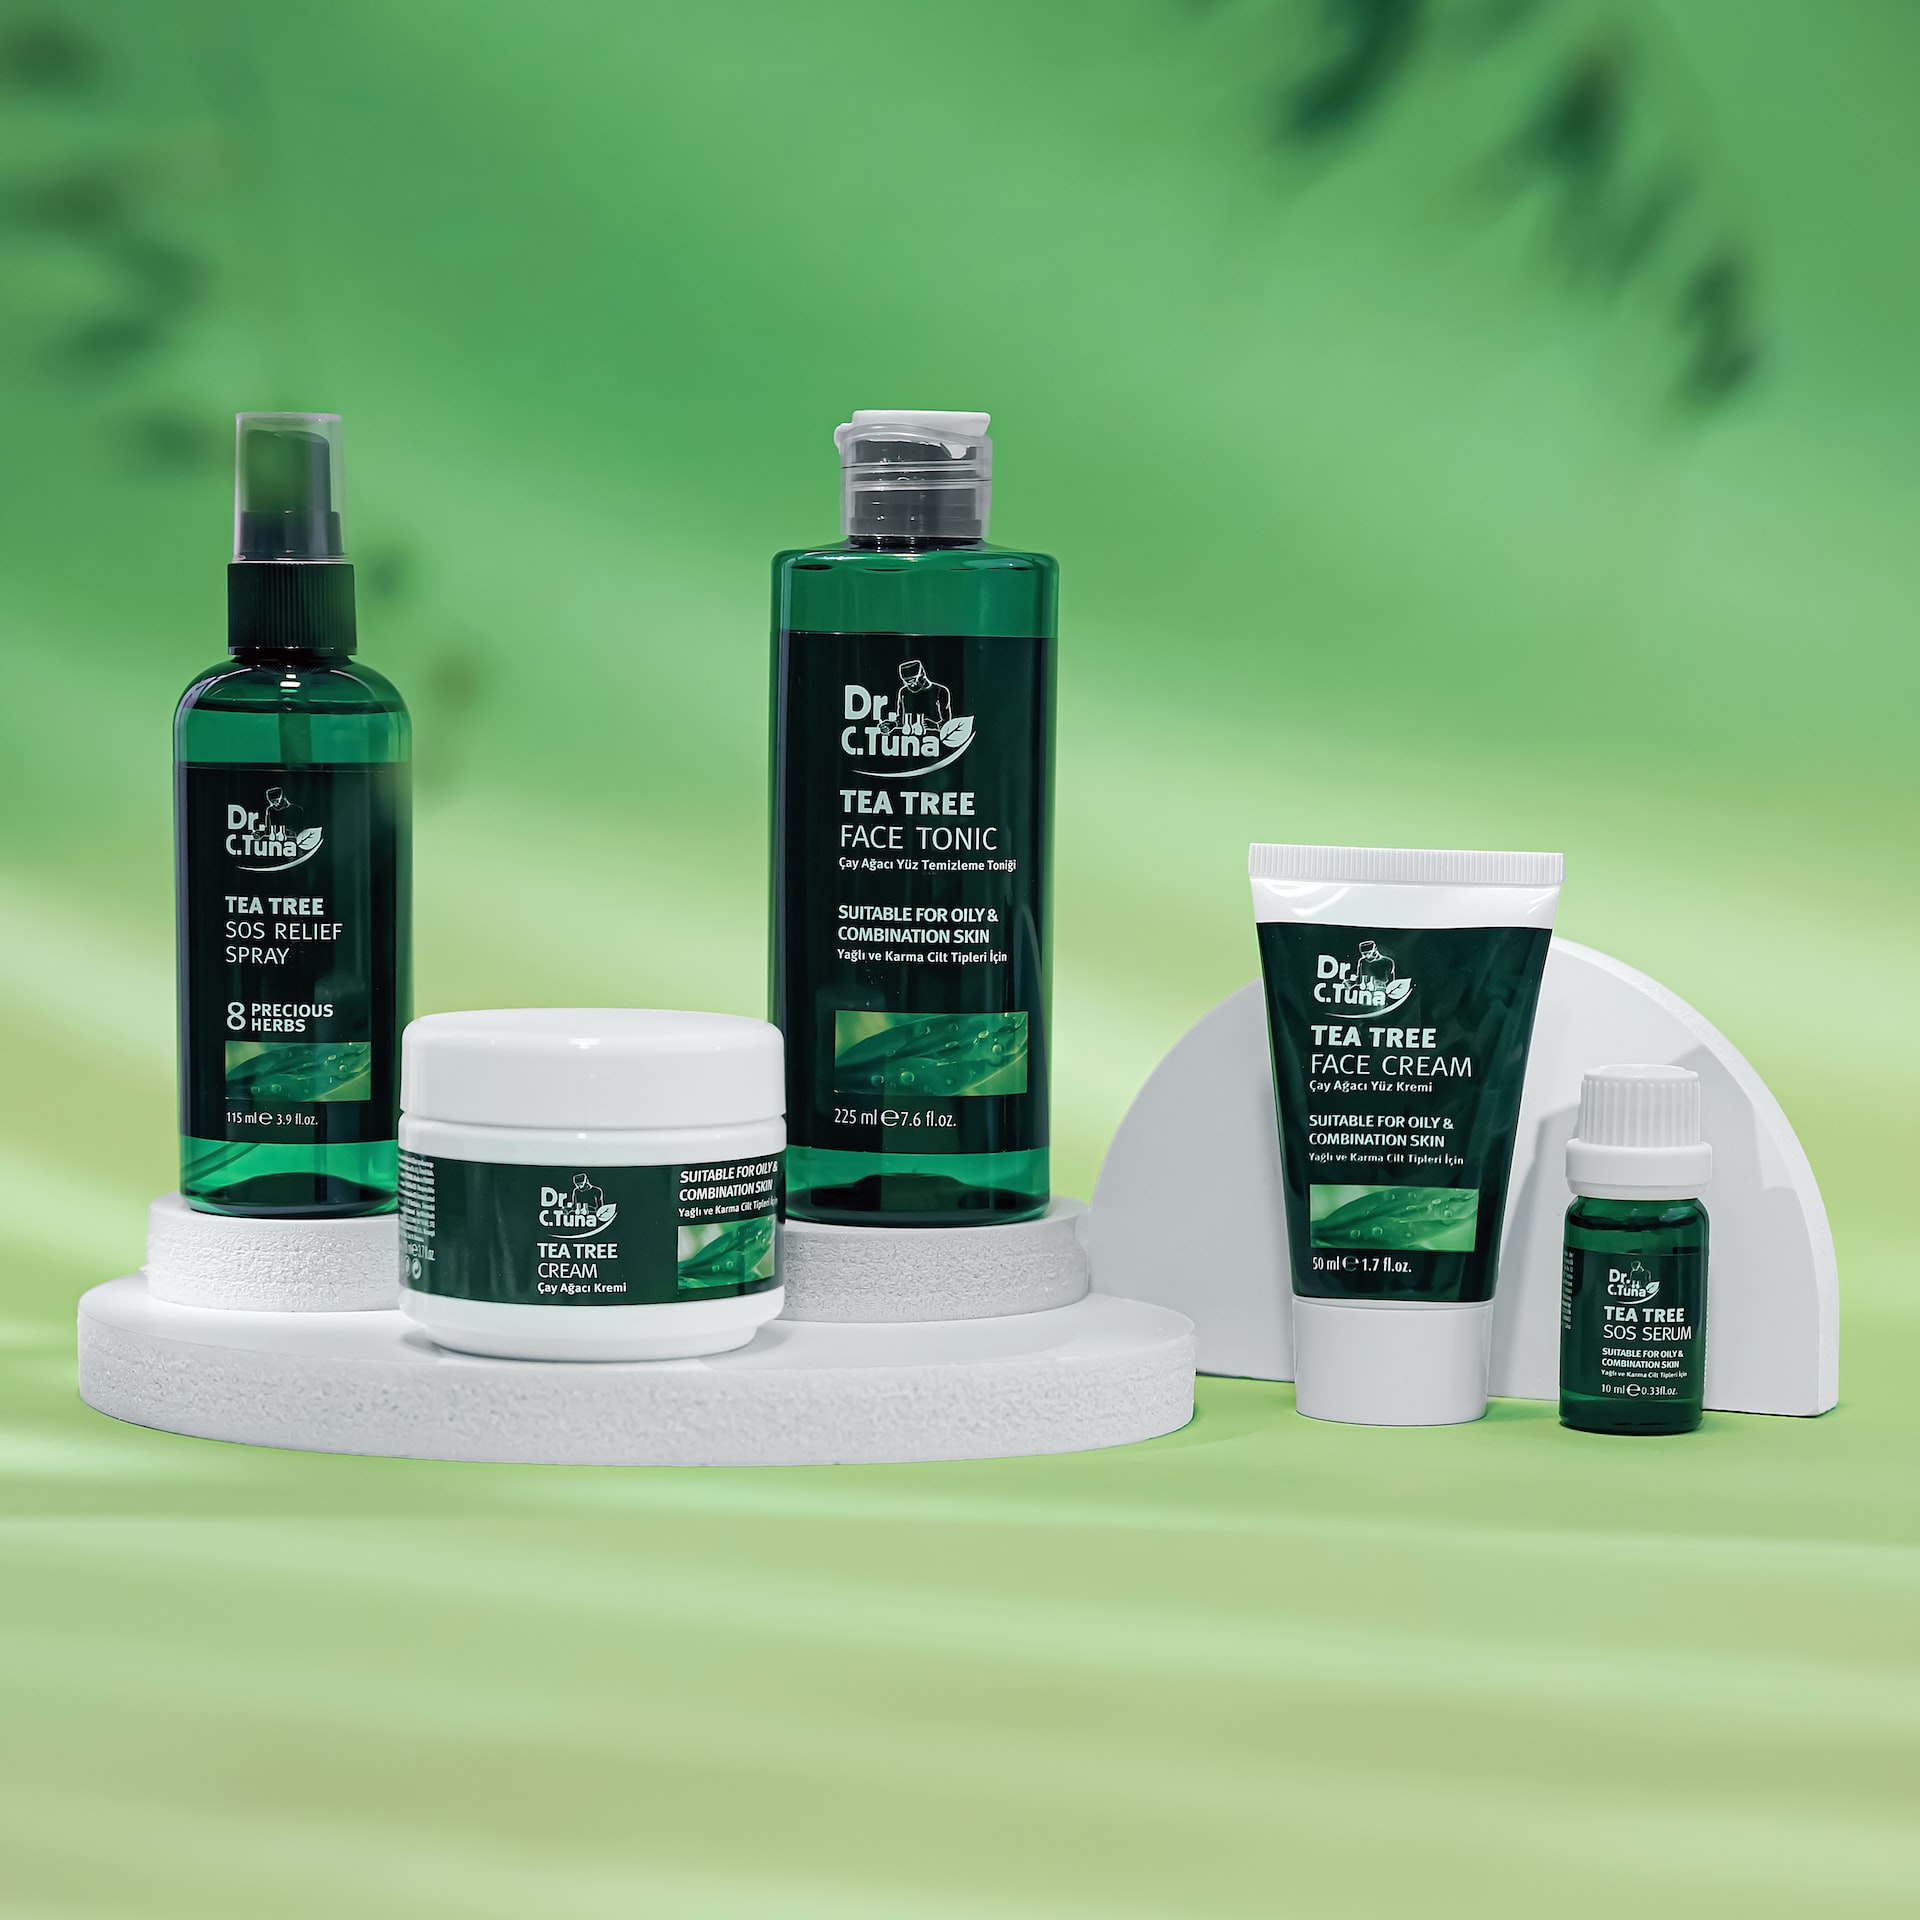 Dr.
C.Tuna
TEA TREE
SOS RELIEF
SPRAY
8 PRECIOUS
HERBS
115 ml e 3.9 fl.oz.
Dr.
C.Tuna
TEA TREE
CREAM
Çay Ağacı Kremi
SUITABLE FOR OILY &
COMBINATION SKIN
Yağlı ve Karma Cilt Tipleri İçin
Dr.
C.Tuna
TEA TREE
FACE TONIC
Çay Ağacı Yüz Temizleme Toniği
SUITABLE FOR OILY &
COMBINATION SKIN
Yağlı ve Karma Cilt Tipleri İçin
225 ml e 7.6 fl.oz.
Dr.
C.Tuna
TEA TREE
FACE CREAM
Çay Ağacı Yüz Kremi
SUITABLE FOR OILY &
COMBINATION SKIN
Yağlı ve Karma Cilt Tipleri İçin
50 ml e 1.7 fl.oz.
Dr.
C.Tuna
TEA TREE
SOS SERUM
SUITABLE FOR OILY &
COMBINATION SKIN
Yağlı ve Karma Cilt Tipleri İçin
10 ml e 0.33fl.oz.